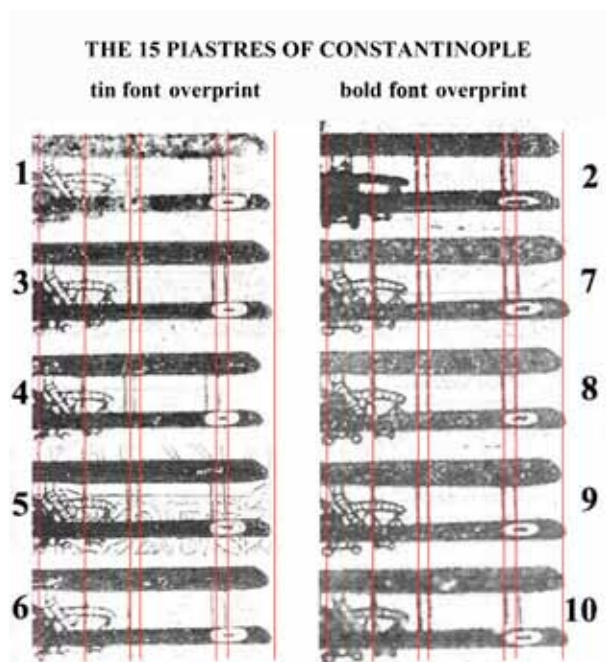 THE 15 PIASTRES OF CONSTANTINOPLE
tin font overprint bold font overprint
1 2
3 7
4 8
5 9
6 10